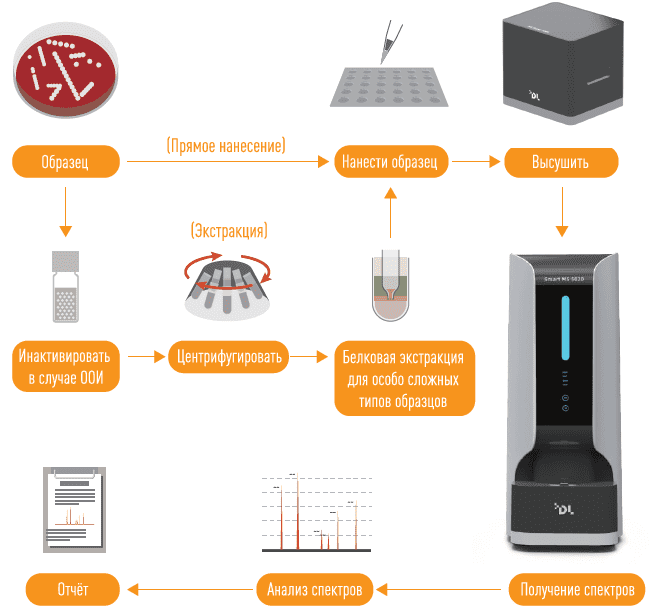 DL
(Прямое нанесение)
Образец
Нанести образец
Высушить
(Экстракция)
Smart MS 5020
Инактивировать
в случае ООИ
Центрифугировать
Белковая экстракция
для особо сложных
типов образцов
DL
Отчёт
Анализ спектров
Получение спектров